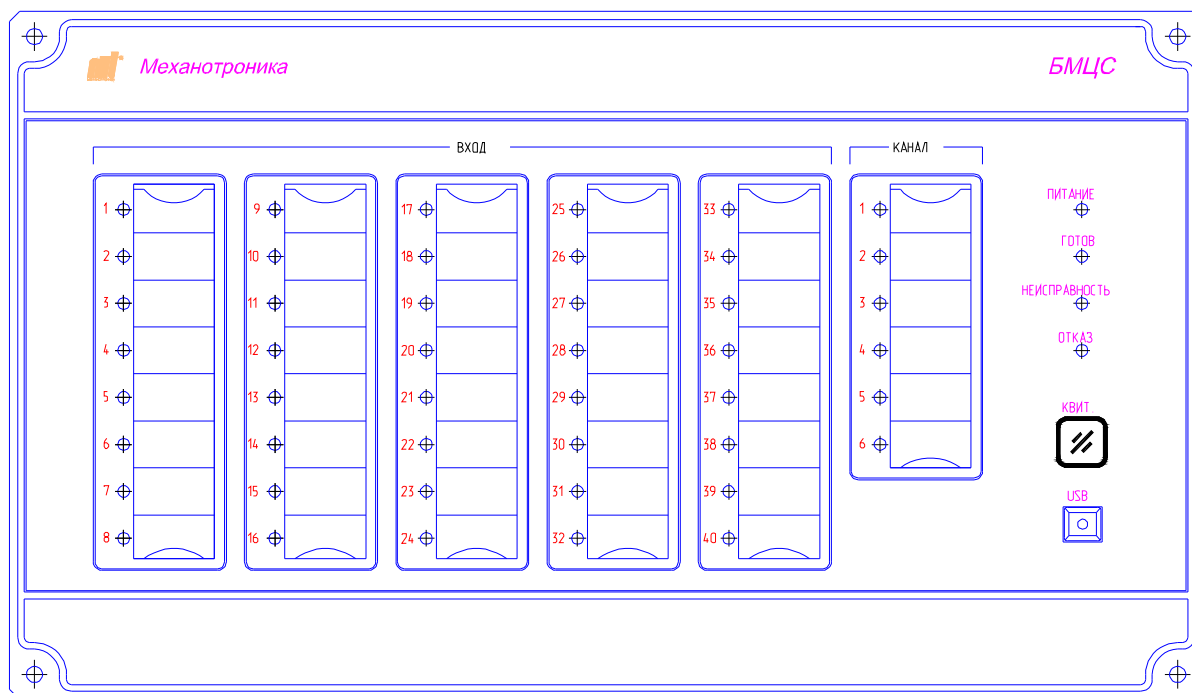 Механотроника
БМЦС
ВХОД
КАНАЛ
1 9 17 25 33 1 ПИТАНИЕ
2 10 18 26 34 2 ГОТОВ
3 11 19 27 35 3 НЕИСПРАВНОСТЬ
4 12 20 28 36 4 ОТКАЗ
5 13 21 29 37 5 КВИТ
6 14 22 30 38 6
7 15 23 31 39 USB
8 16 24 32 40